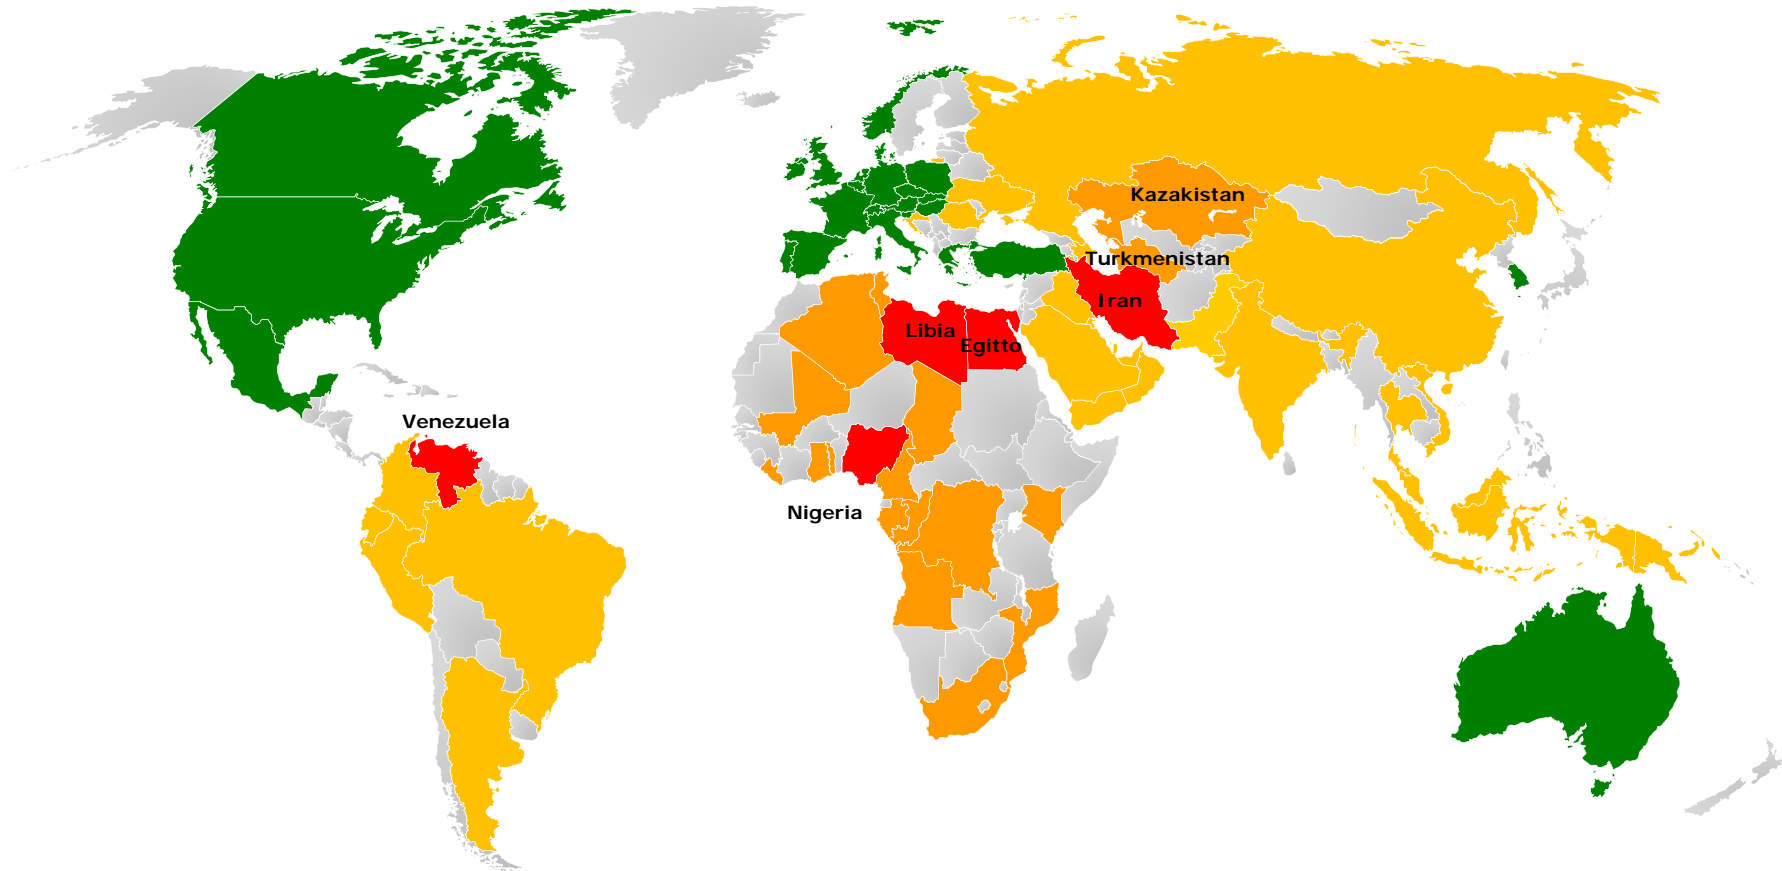 Kazakistan
Turkmenistan
Iran
Libia
Egitto
Venezuela
Nigeria